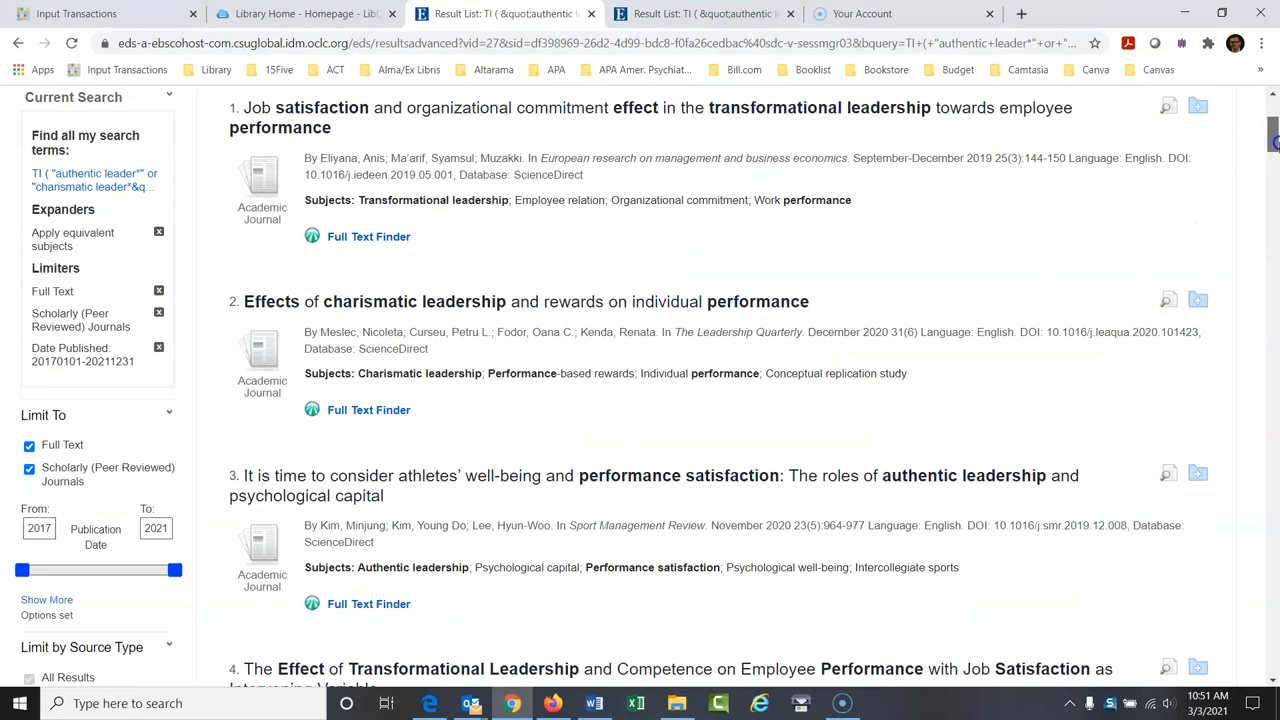 Input Transactions
Library Home - Homepage - LibC
Result List: TI ( &quot;authentic le
Result List: TI ( &quot;authentic le
Your Account
eds-a-ebscohost-com.csuglobal.idm.oclc.org/eds/resultsadvanced?vid=27&sid=df398969-26d2-4d99-bdc8-f0fa26cedbac%40sdc-v-sessmgr03&bquery=TI+(+"authentic+leader*"+or+"...
Apps
Input Transactions
Library
15Five
ACT
Alma/Ex Libris
Altarama
APA
APA Amer. Psychiat...
Bill.com
Booklist
Bookstore
Budget
Camtasia
Canva
Canvas
»
Current Search
Find all my search
terms:
TI ( "authentic leader*" or
"charismatic leader*&q...
Expanders
Apply equivalent
subjects
Limiters
Full Text
Scholarly (Peer
Reviewed) Journals
Date Published:
20170101-20211231
Limit To
Full Text
Scholarly (Peer Reviewed)
Journals
From:
To:
2017
Publication
Date
2021
Show More
Options set
Limit by Source Type
All Results
1. Job satisfaction and organizational commitment effect in the transformational leadership towards employee
performance
By Eliyana, Anis; Ma'arif, Syamsul; Muzakki. In European research on management and business economics. September-December 2019 25(3):144-150 Language: English. DOI:
10.1016/j.iedeen.2019.05.001, Database: ScienceDirect
Academic
Journal
Subjects: Transformational leadership; Employee relation; Organizational commitment; Work performance
Full Text Finder
2. Effects of charismatic leadership and rewards on individual performance
By Meslec, Nicoleta; Curseu, Petru L.; Fodor, Oana C.; Kenda, Renata. In The Leadership Quarterly. December 2020 31(6) Language: English. DOI: 10.1016/j.leaqua.2020.101423,
Database: ScienceDirect
Academic
Journal
Subjects: Charismatic leadership; Performance-based rewards; Individual performance; Conceptual replication study
Full Text Finder
3. It is time to consider athletes' well-being and performance satisfaction: The roles of authentic leadership and
psychological capital
By Kim, Minjung; Kim, Young Do; Lee, Hyun-Woo. In Sport Management Review. November 2020 23(5):964-977 Language: English. DOI: 10.1016/j.smr.2019.12.008, Database:
ScienceDirect
Academic
Journal
Subjects: Authentic leadership; Psychological capital; Performance satisfaction; Psychological well-being; Intercollegiate sports
Full Text Finder
4. The Effect of Transformational Leadership and Competence on Employee Performance with Job Satisfaction as
Intervening Variable
Type here to search
10:51 AM
3/3/2021